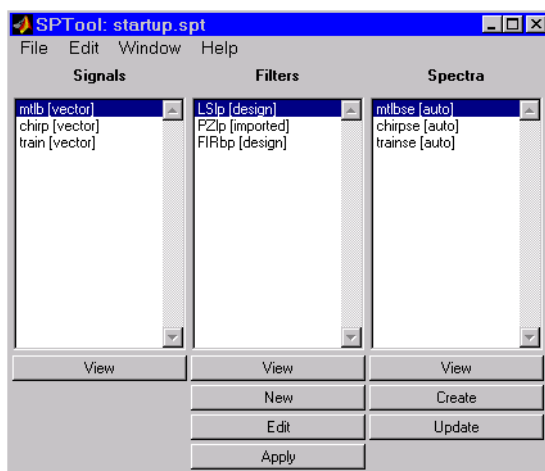 SPTool: startup.spt
File Edit Window Help
Signals Filters Spectra
mtlb [vector]
chirp [vector]
train [vector]
LSlp [design]
PZlp [imported]
FIRbp [design]
mtlbse [auto]
chirpse [auto]
trainse [auto]
View View View
New Create
Edit Update
Apply